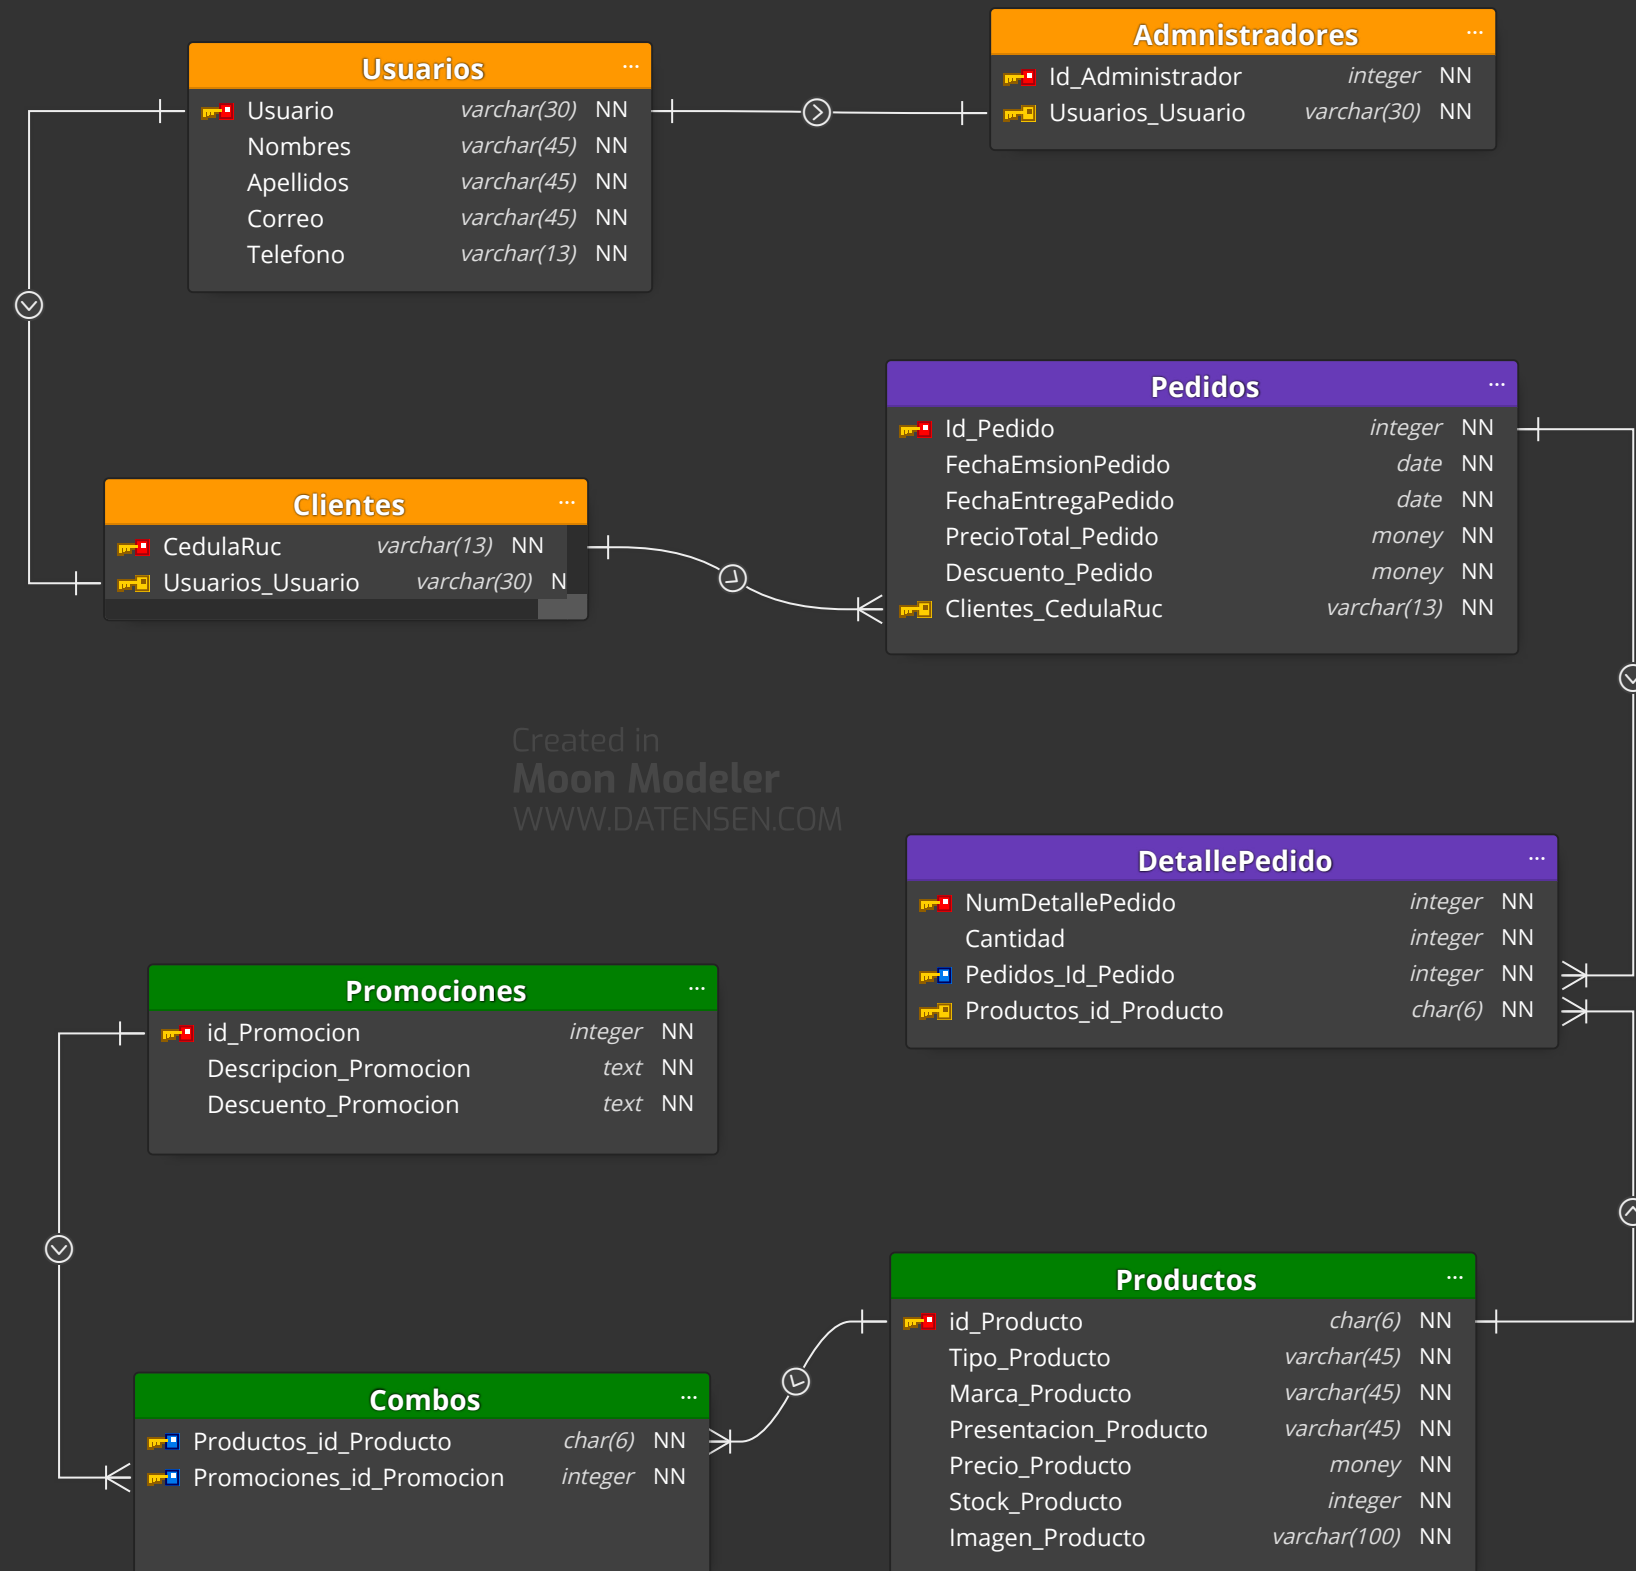 Usuarios ...
Usuario varchar(30) NN
Nombres varchar(45) NN
Apellidos varchar(45) NN
Correo varchar(45) NN
Telefono varchar(13) NN
Admnistradores ...
Id_Administrador integer NN
Usuarios_Usuario varchar(30) NN
Clientes ...
CedulaRuc varchar(13) NN
Usuarios_Usuario varchar(30) N
Pedidos ...
Id_Pedido integer NN
FechaEmsionPedido date NN
FechaEntregaPedido date NN
PrecioTotal_Pedido money NN
Descuento_Pedido money NN
Clientes_CedulaRuc varchar(13) NN
Created in
Moon Modeler
WWW.DATENSEN.COM
DetallePedido ...
NumDetallePedido integer NN
Cantidad integer NN
Pedidos_Id_Pedido integer NN
Productos_id_Producto char(6) NN
Promociones ...
id_Promocion integer NN
Descripcion_Promocion text NN
Descuento_Promocion text NN
Combos ...
Productos_id_Producto char(6) NN
Promociones_id_Promocion integer NN
Productos ...
id_Producto char(6) NN
Tipo_Producto varchar(45) NN
Marca_Producto varchar(45) NN
Presentacion_Producto varchar(45) NN
Precio_Producto money NN
Stock_Producto integer NN
Imagen_Producto varchar(100) NN